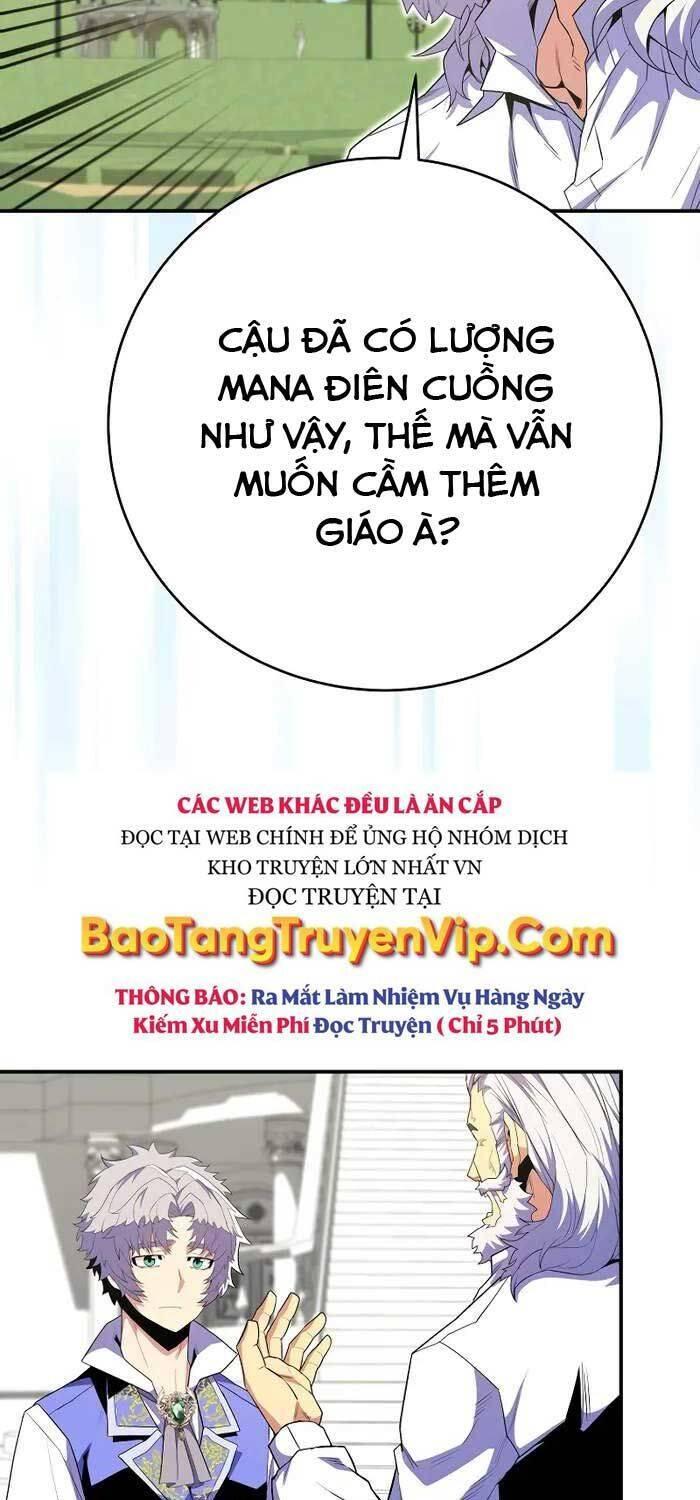 CẬU ĐÃ CÓ LƯỢNG
MANA ĐIÊN CUỒNG
NHƯ VẬY, THẾ MÀ VẪN
MUỐN CẦM THÊM
GIÁO À?
CÁC WEB KHÁC ĐỀU LÀ ĂN CẮP
ĐỌC TẠI WEB CHÍNH ĐỂ ỦNG HỘ NHÓM DỊCH
KHO TRUYỆN LỚN NHẤT VN
ĐỌC TRUYỆN TẠI
BaoTangTruyenVip.Com
THÔNG BÁO: Ra Mắt Làm Nhiệm Vụ Hàng Ngày
Kiếm Xu Miễn Phí Đọc Truyện ( Chỉ 5 Phút)